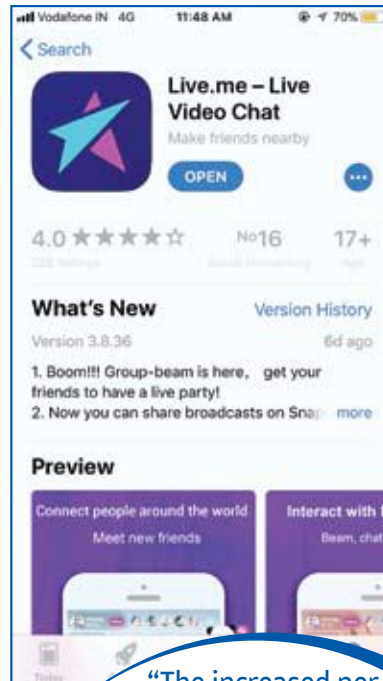 Vodafone IN 4G 11:48 AM 70%
Search
Live.me – Live
Video Chat
Make friends nearby
OPEN
4.0 No16 17+
Age
What's New Version History
Version 3.8.36 6d ago
1. Boom!!! Group-beam is here, get your
friends to have a live party!
2. Now you can share broadcasts on Snap more
Preview
Connect people around the world
Meet new friends
Interact with
Beam, chat
Today
"The increased per